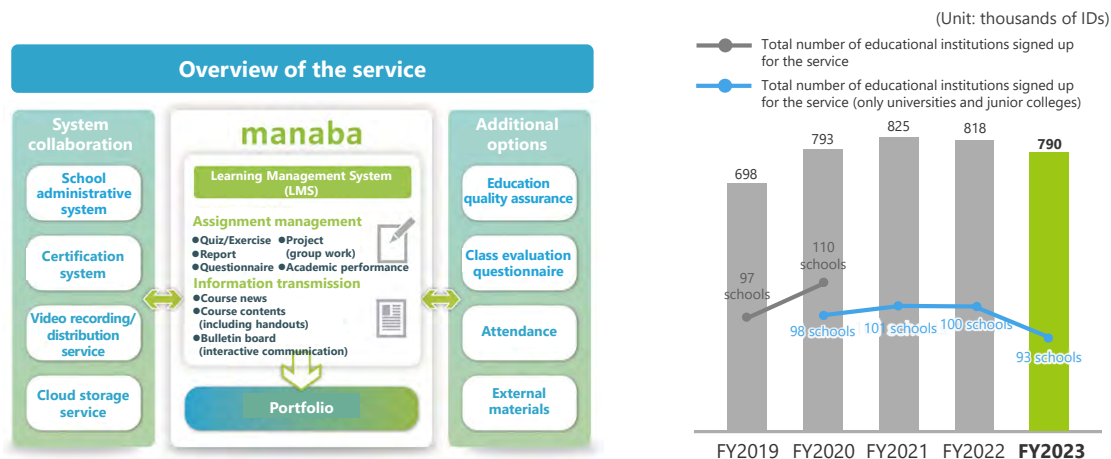 Overview of the service
System
collaboration
School
administrative
system
Certification
system
Video recording/
distribution
service
Cloud storage
service
manaba
Learning Management System
(LMS)
Assignment management
●Quiz/Exercise ●Project
(group work)
●Report
●Questionnaire ●Academic performance
Information transmission
●Course news
●Course contents
(including handouts)
●Bulletin board
(interactive communication)
Portfolio
Additional
options
Education
quality assurance
Class evaluation
questionnaire
Attendance
External
materials
(Unit: thousands of IDs)
Total number of educational institutions signed up
for the service
Total number of educational institutions signed up
for the service (only universities and junior colleges)
698
793
825
818
790
97
schools
110
schools
98 schools
101 schools
100 schools
93 schools
FY2019 FY2020 FY2021 FY2022 FY2023